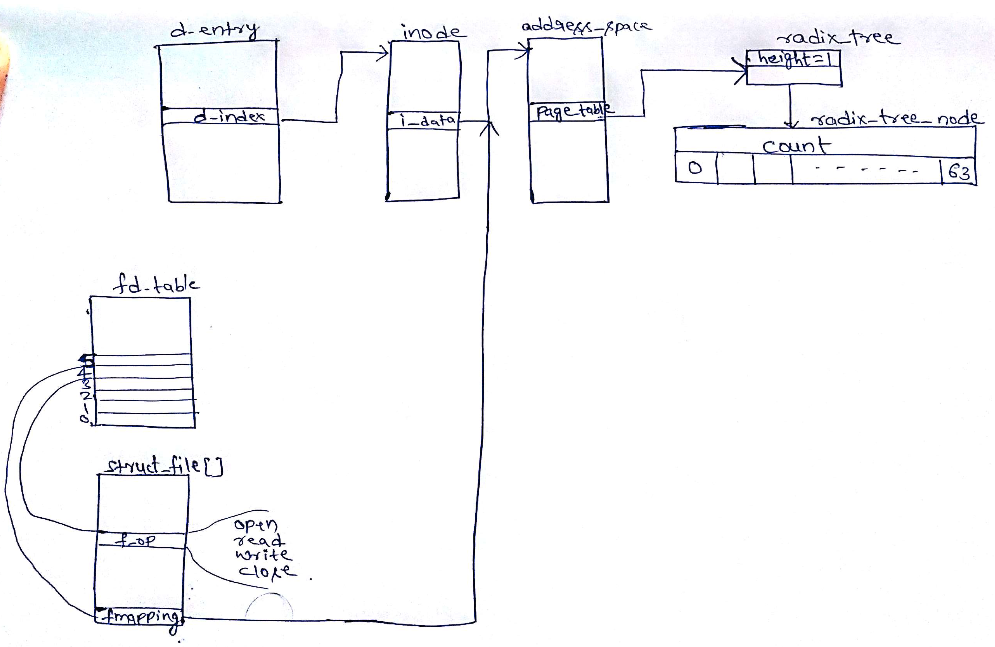 d-entry
inode
address-space
radix-tree
height=1
d-index
i-data
Page table
radix-tree-node
count
0 - - - - - - 63
fd-table
5
4
3
2
1
0
struct-file[]
f-op
open
read
write
close.
fmapping